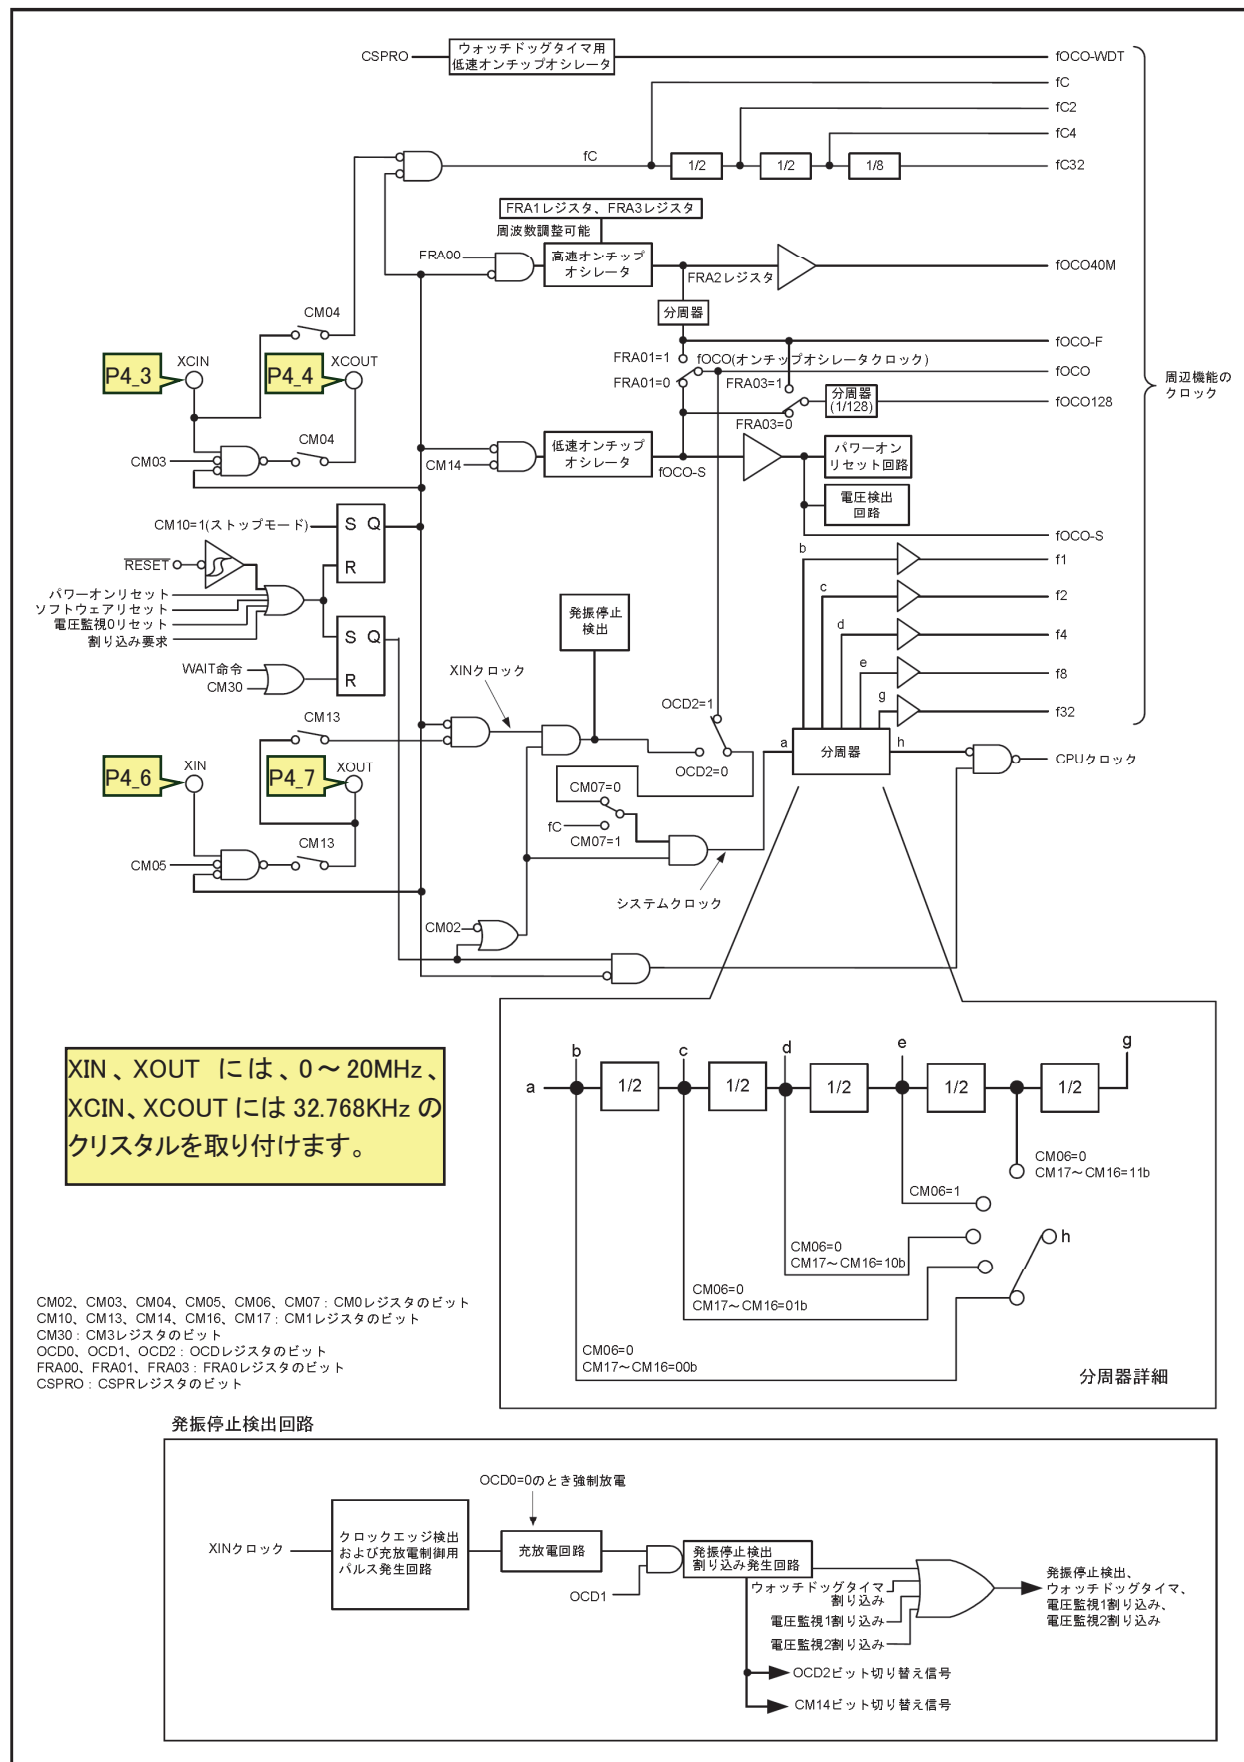 CSPRO
ウォッチドッグタイマ用
低速オンチップオシレータ
fOCO-WDT
fC
fC2
fC4
fC
1/2
1/2
1/8
fC32
FRA1レジスタ、FRA3レジスタ
周波数調整可能
FRA00
高速オンチップ
オシレータ
FRA2レジスタ
fOCO40M
分周器
CM04
fOCO-F
FRA01=1
fOCO(オンチップオシレータクロック)
fOCO
周辺機能の
クロック
P4_3
XCIN
P4_4
XCOUT
FRA01=0
FRA03=1
分周器
(1/128)
fOCO128
FRA03=0
CM04
CM03
CM14
低速オンチップ
オシレータ
fOCO-S
パワーオン
リセット回路
電圧検出
回路
fOCO-S
CM10=1(ストップモード)
S Q
R
RESET
パワーオンリセット
ソフトウェアリセット
電圧監視0リセット
割り込み要求
S Q
R
WAIT命令
CM30
発振停止
検出
b
f1
c
f2
d
f4
e
f8
g
f32
XINクロック
OCD2=1
CM13
a
分周器
h
CPUクロック
P4_6
XIN
P4_7
XOUT
OCD2=0
CM07=0
fC
CM07=1
CM13
CM05
システムクロック
CM02
XIN、XOUT には、0～20MHz、
XCIN、XCOUT には 32.768KHz の
クリスタルを取り付けます。
b
c
d
e
g
a
1/2
1/2
1/2
1/2
1/2
CM06=0
CM17～CM16=11b
CM06=1
h
CM06=0
CM17～CM16=10b
CM06=0
CM17～CM16=01b
CM06=0
CM17～CM16=00b
分周器詳細
CM02、CM03、CM04、CM05、CM06、CM07：CM0レジスタのビット
CM10、CM13、CM14、CM16、CM17：CM1レジスタのビット
CM30：CM3レジスタのビット
OCD0、OCD1、OCD2：OCDレジスタのビット
FRA00、FRA01、FRA03：FRA0レジスタのビット
CSPRO：CSPRレジスタのビット
発振停止検出回路
OCD0=0のとき強制放電
XINクロック
クロックエッジ検出
および充放電制御用
パルス発生回路
充放電回路
OCD1
発振停止検出
割り込み発生回路
ウォッチドッグタイマ
割り込み
電圧監視1割り込み
電圧監視2割り込み
発振停止検出、
ウォッチドッグタイマ、
電圧監視1割り込み、
電圧監視2割り込み
OCD2ビット切り替え信号
CM14ビット切り替え信号